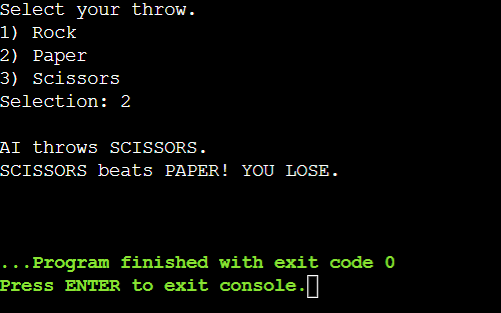 Select your throw.
1) Rock
2) Paper
3) Scissors
Selection: 2
AI throws SCISSORS.
SCISSORS beats PAPER! YOU LOSE.
...Program finished with exit code 0
Press ENTER to exit console.